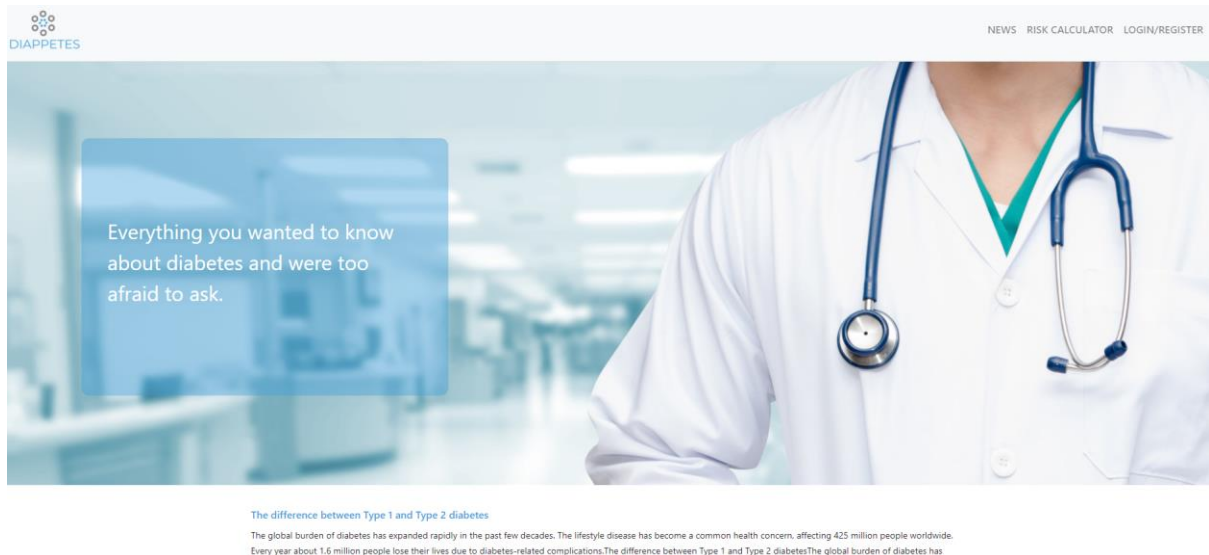 DIAPPETES
NEWS RISK CALCULATOR LOGIN/REGISTER
Everything you wanted to know
about diabetes and were too
afraid to ask.
The difference between Type 1 and Type 2 diabetes
The global burden of diabetes has expanded rapidly in the past few decades. The lifestyle disease has become a common health concern, affecting 425 million people worldwide.
Every year about 1.6 million people lose their lives due to diabetes-related complications.The difference between Type 1 and Type 2 diabetesThe global burden of diabetes has